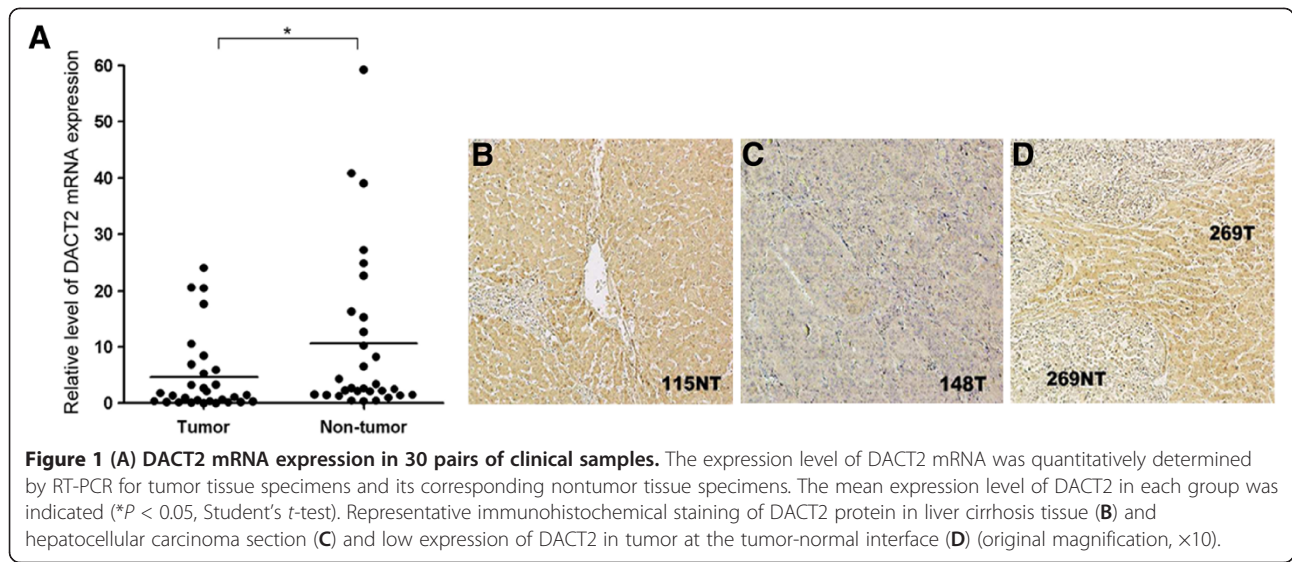 A
*
Relative level of DACT2 mRNA expression
60
50
40
30
20
10
0
Tumor
Non-tumor
B
115NT
C
148T
D
269T
269NT
Figure 1 (A) DACT2 mRNA expression in 30 pairs of clinical samples. The expression level of DACT2 mRNA was quantitatively determined
by RT-PCR for tumor tissue specimens and its corresponding nontumor tissue specimens. The mean expression level of DACT2 in each group was
indicated (*P < 0.05, Student's t-test). Representative immunohistochemical staining of DACT2 protein in liver cirrhosis tissue (B) and
hepatocellular carcinoma section (C) and low expression of DACT2 in tumor at the tumor-normal interface (D) (original magnification, ×10).